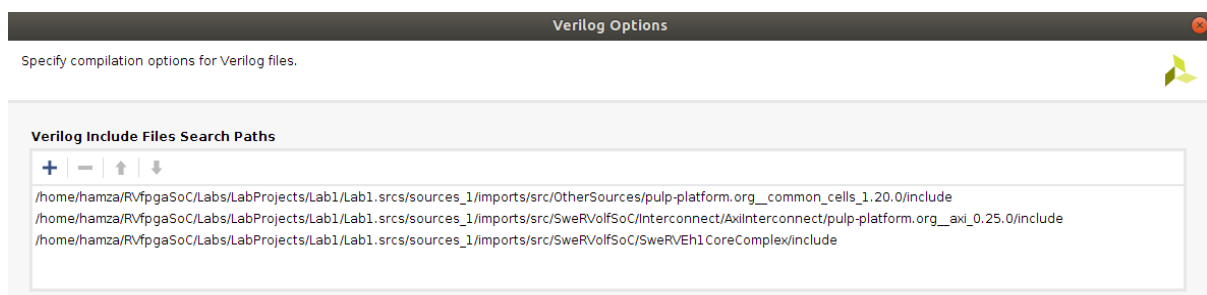 Verilog Options
Specify compilation options for Verilog files.
Verilog Include Files Search Paths
/home/hamza/RVfpgaSoC/Labs/LabProjects/Lab1/Lab1.srcs/sources_1/imports/src/OtherSources/pulp-platform.org__common_cells_1.20.0/include
/home/hamza/RVfpgaSoC/Labs/LabProjects/Lab1/Lab1.srcs/sources_1/imports/src/SweRVolfSoC/Interconnect/AxiInterconnect/pulp-platform.org__axi_0.25.0/include
/home/hamza/RVfpgaSoC/Labs/LabProjects/Lab1/Lab1.srcs/sources_1/imports/src/SweRVolfSoC/SweRVEh1CoreComplex/include